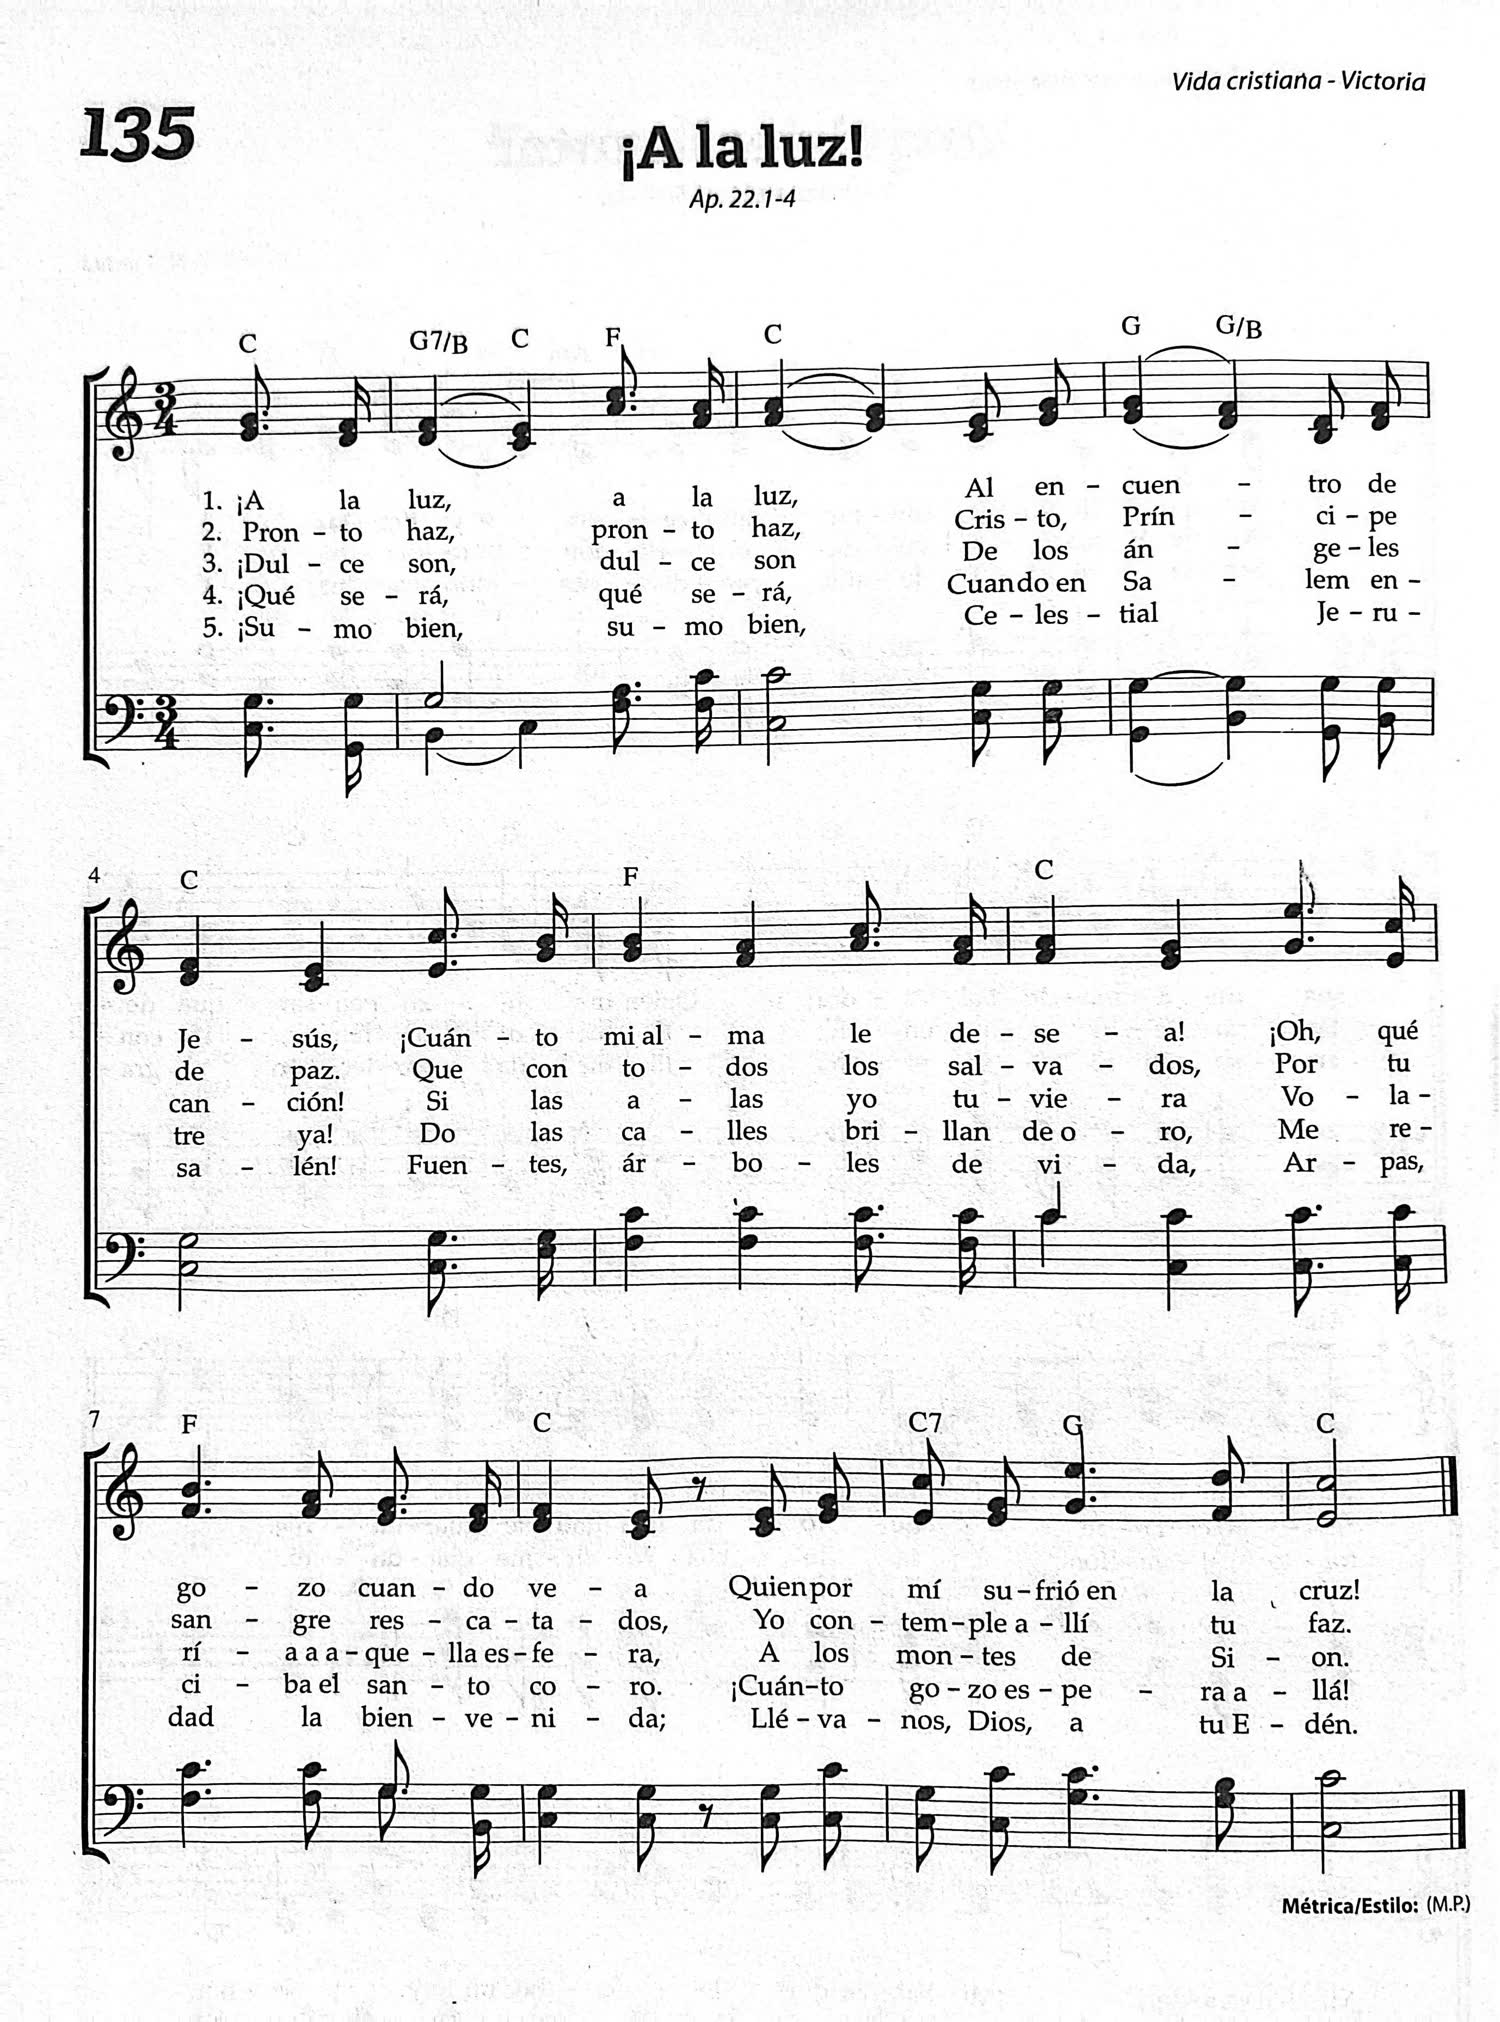 Vida cristiana - Victoria
135
¡A la luz!
Ap. 22.1-4
C G7/B C F C G G/B
3 4
1. ¡A la luz, a la luz, Al en - cuen - tro de
2. Pron - to haz, pron - to haz, Cris - to, Prín - ci - pe
3. ¡Dul - ce son, dul - ce son De los án - ge - les
4. ¡Qué se - rá, qué se - rá, Cuando en Sa - lem en -
5. ¡Su - mo bien, su - mo bien, Ce - les - tial Je - ru -
3 4
4 C F C
Je - sús, ¡Cuán - to mi al - ma le de - se - a! ¡Oh, qué
de paz. Que con to - dos los sal - va - dos, Por tu
can - ción! Si las a - las yo tu - vie - ra Vo - la -
tre ya! Do las ca - lles bri - llan de o - ro, Me re -
sa - lén! Fuen - tes, ár - bo - les de vi - da, Ar - pas,
7 F C C7 G C
go - zo cuan - do ve - a Quien por mí su - frió en la cruz!
san - gre res - ca - ta - dos, Yo con - tem - ple a - llí tu faz.
rí - a a a - que - lla es - fe - ra, A los mon - tes de Si - on.
ci - ba el san - to co - ro. ¡Cuán - to go - zo es - pe - ra a - llá!
dad la bien - ve - ni - da; Llé - va - nos, Dios, a tu E - dén.
Métrica/Estilo: (M.P.)